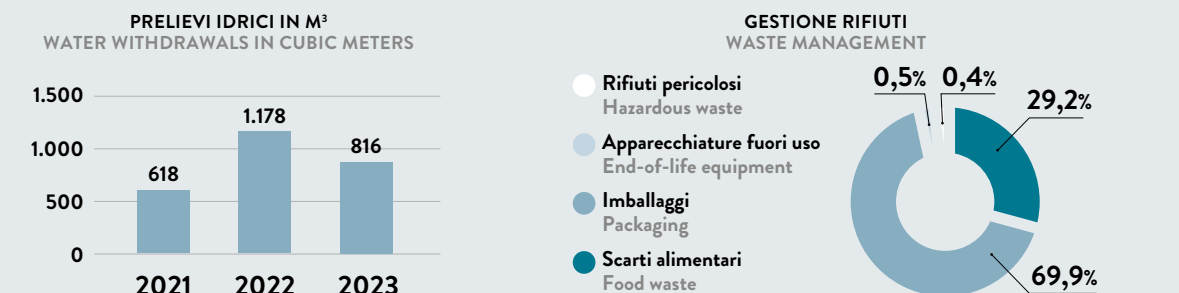 PRELIEVI IDRICI IN M³
WATER WITHDRAWALS IN CUBIC METERS
1.500
1.000
500
0
618
1.178
816
2021
2022
2023
GESTIONE RIFIUTI
WASTE MANAGEMENT
Rifiuti pericolosi
Hazardous waste
Apparecchiature fuori uso
End-of-life equipment
Imballaggi
Packaging
Scarti alimentari
Food waste
0,5%
0,4%
29,2%
69,9%